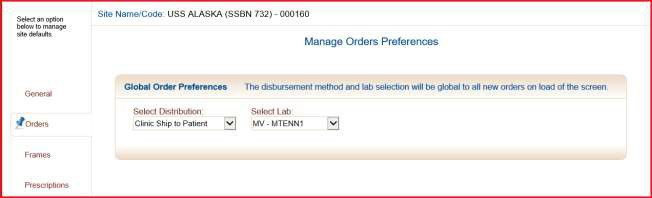 Select an option
below to manage
site defaults.
Site Name/Code: USS ALASKA (SSBN 732) - 000160
Manage Orders Preferences
General
Orders
Frames
Prescriptions
Global Order Preferences The disbursement method and lab selection will be global to all new orders on load of the screen.
Select Distribution: Select Lab:
Clinic Ship to Patient MV - MTENN1